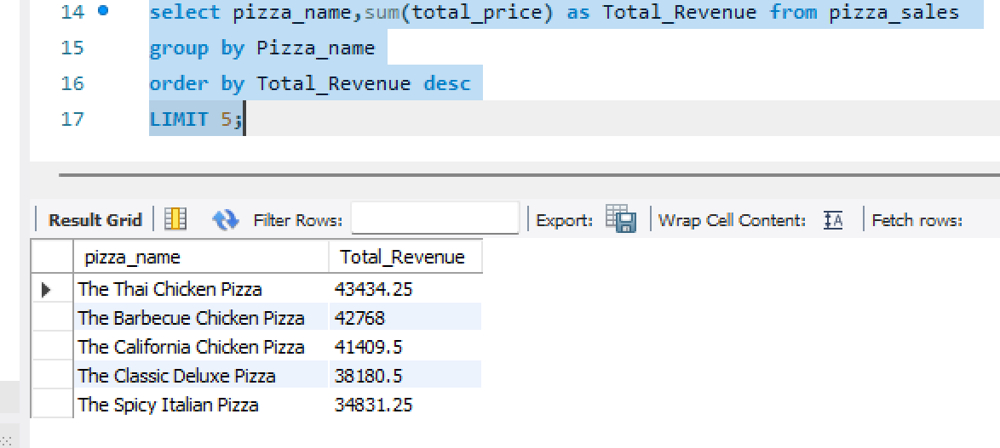 14 select pizza_name,sum(total_price) as Total_Revenue from pizza_sales
15 group by Pizza_name
16 order by Total_Revenue desc
17 LIMIT 5;
Result Grid Filter Rows: Export: Wrap Cell Content: IA Fetch rows:
pizza_name Total_Revenue
The Thai Chicken Pizza 43434.25
The Barbecue Chicken Pizza 42768
The California Chicken Pizza 41409.5
The Classic Deluxe Pizza 38180.5
The Spicy Italian Pizza 34831.25